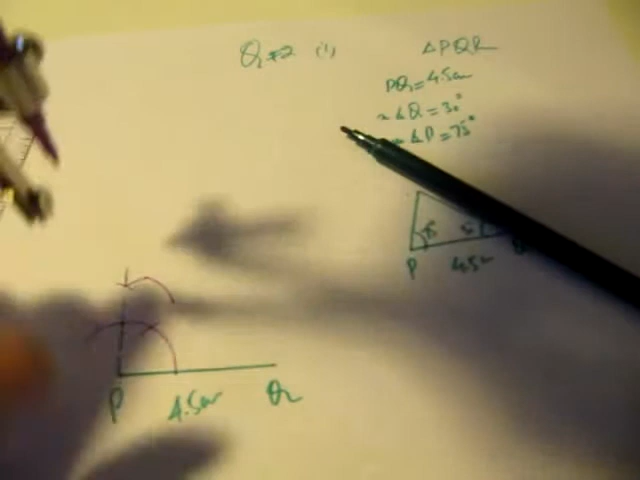 Q#2 (i)
△PQR
PQ=4.5cm
m∠Q=30°
m∠P=75°
P 4.5cm Q
P 4.5cm Q